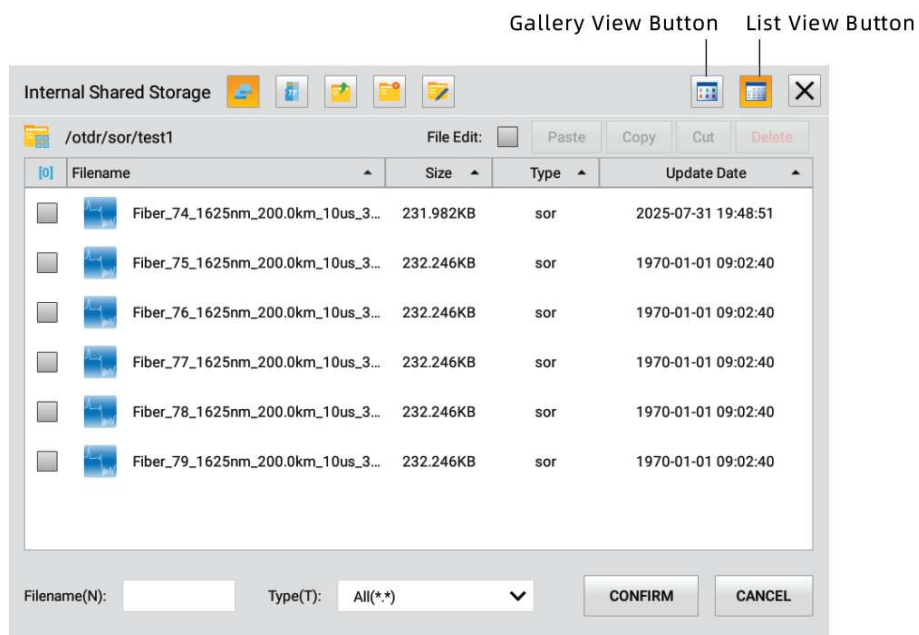 Gallery View Button List View Button
Internal Shared Storage TF
/otdr/sor/test1 File Edit: Paste Copy Cut Delete
[0] Filename Size Type Update Date
Fiber_74_1625nm_200.0km_10us_3... 231.982KB sor 2025-07-31 19:48:51
Fiber_75_1625nm_200.0km_10us_3... 232.246KB sor 1970-01-01 09:02:40
Fiber_76_1625nm_200.0km_10us_3... 232.246KB sor 1970-01-01 09:02:40
Fiber_77_1625nm_200.0km_10us_3... 232.246KB sor 1970-01-01 09:02:40
Fiber_78_1625nm_200.0km_10us_3... 232.246KB sor 1970-01-01 09:02:40
Fiber_79_1625nm_200.0km_10us_3... 232.246KB sor 1970-01-01 09:02:40
Filename(N): Type(T): All(*.*) CONFIRM CANCEL